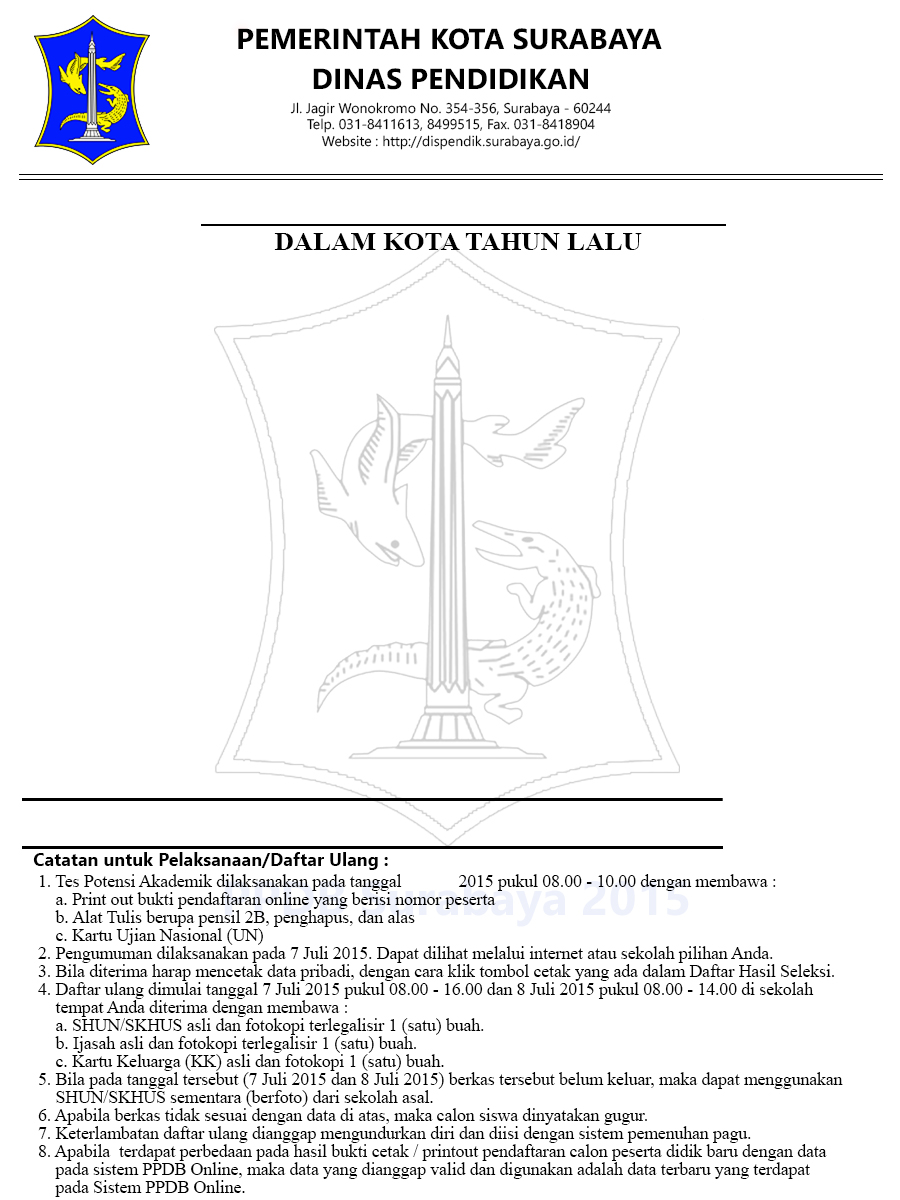 PEMERINTAH KOTA SURABAYA
DINAS PENDIDIKAN
Jl. Jagir Wonokromo No. 354-356, Surabaya - 60244
Telp. 031-8411613, 8499515, Fax. 031-8418904
Website : http://dispendik.surabaya.go.id/
DALAM KOTA TAHUN LALU
Catatan untuk Pelaksanaan/Daftar Ulang :
1. Tes Potensi Akademik dilaksanakan pada tanggal 2015 pukul 08.00 - 10.00 dengan membawa :
a. Print out bukti pendaftaran online yang berisi nomor peserta
surabaya 2015
b. Alat Tulis berupa pensil 2B, penghapus, dan alas
c. Kartu Ujian Nasional (UN)
2. Pengumuman dilaksanakan pada 7 Juli 2015. Dapat dilihat melalui internet atau sekolah pilihan Anda.
3. Bila diterima harap mencetak data pribadi, dengan cara klik tombol cetak yang ada dalam Daftar Hasil Seleksi.
4. Daftar ulang dimulai tanggal 7 Juli 2015 pukul 08.00 - 16.00 dan 8 Juli 2015 pukul 08.00 - 14.00 di sekolah
tempat Anda diterima dengan membawa :
a. SHUN/SKHUS asli dan fotokopi terlegalisir 1 (satu) buah.
b. Ijasah asli dan fotokopi terlegalisir 1 (satu) buah.
c. Kartu Keluarga (KK) asli dan fotokopi 1 (satu) buah.
5. Bila pada tanggal tersebut (7 Juli 2015 dan 8 Juli 2015) berkas tersebut belum keluar, maka dapat menggunakan
SHUN/SKHUS sementara (berfoto) dari sekolah asal.
6. Apabila berkas tidak sesuai dengan data di atas, maka calon siswa dinyatakan gugur.
7. Keterlambatan daftar ulang dianggap mengundurkan diri dan diisi dengan sistem pemenuhan pagu.
8. Apabila  terdapat perbedaan pada hasil bukti cetak / printout pendaftaran calon peserta didik baru dengan data
pada sistem PPDB Online, maka data yang dianggap valid dan digunakan adalah data terbaru yang terdapat
pada Sistem PPDB Online.